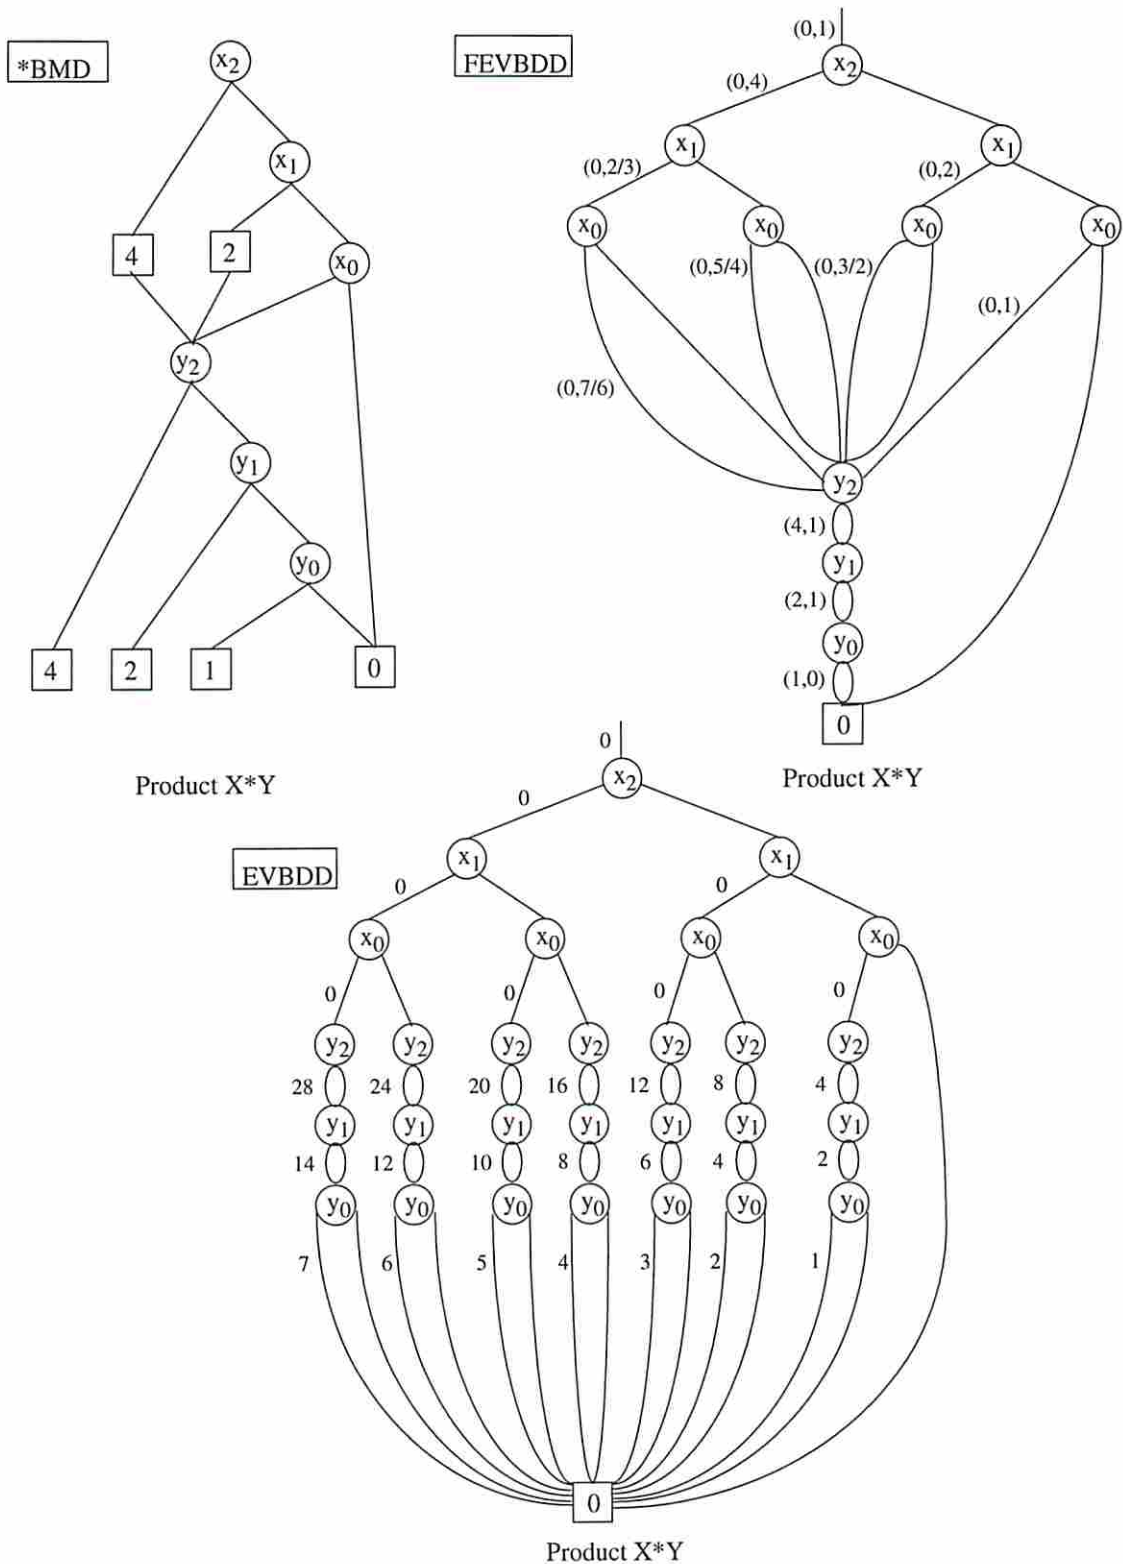 *BMD
x2
x1
4
2
x0
y2
y1
y0
4
2
1
0
Product X*Y
FEVBDD
(0,1)
x2
(0,4)
x1
x1
(0,2/3)
(0,2)
x0
x0
x0
x0
(0,5/4)
(0,3/2)
(0,1)
(0,7/6)
y2
(4,1)
y1
(2,1)
y0
(1,0)
0
Product X*Y
EVBDD
0
x2
0
x1
x1
0
0
x0
x0
x0
x0
0
0
0
0
y2
y2
y2
y2
y2
y2
y2
28
24
20
16
12
8
4
y1
y1
y1
y1
y1
y1
y1
14
12
10
8
6
4
2
y0
y0
y0
y0
y0
y0
y0
7
6
5
4
3
2
1
0
Product X*Y